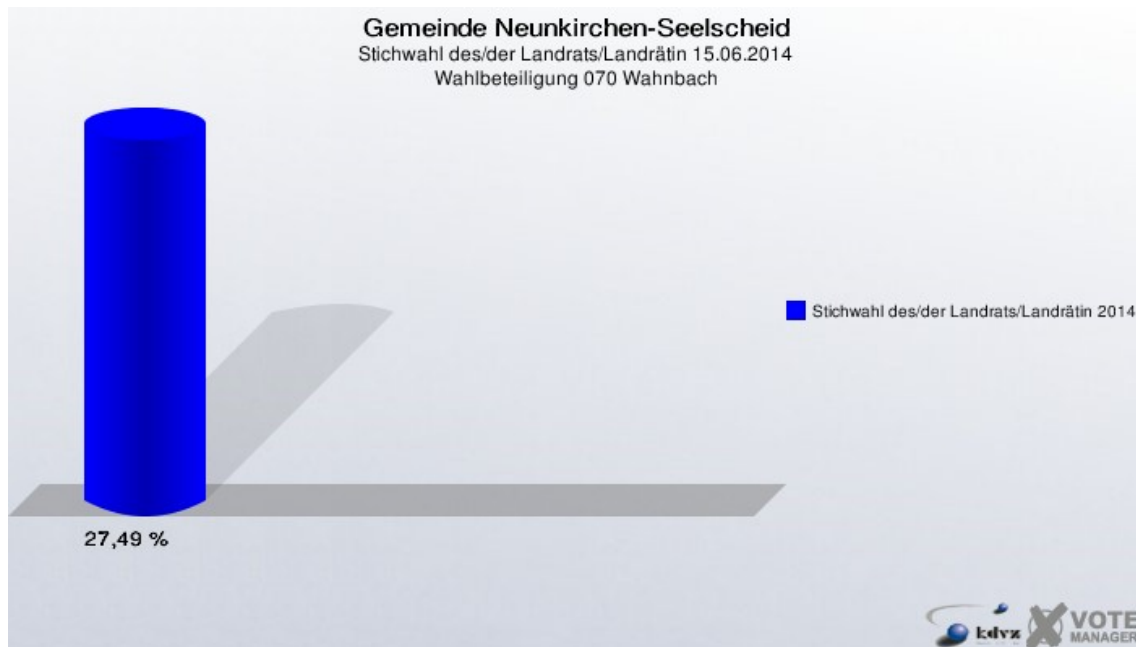 Gemeinde Neunkirchen-Seelscheid
Stichwahl des/der Landrats/Landrätin 15.06.2014
Wahlbeteiligung 070 Wahnbach
Stichwahl des/der Landrats/Landrätin 2014
27,49 %
kdvz
VOTE
MANAGER